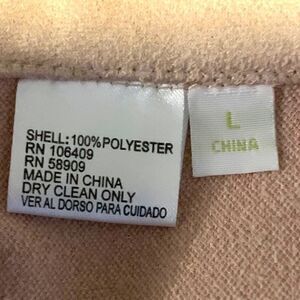 SHELL: 100% POLYESTER
RN 106409
RN 58909
MADE IN CHINA
DRY CLEAN ONLY
VER AL DORSO PARA CUIDADO
L
CHINA